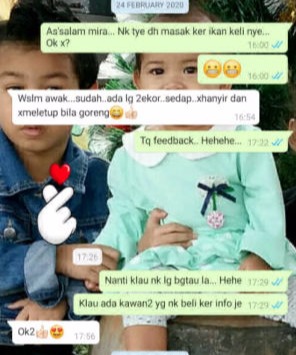 24 FEBRUARY 2020
As'salam mira... Nk tye dh masak ker ikan keli nye...
Ok x?
16:00
😁😁
16:00
Wslm awak...sudah..ada lg 2ekor..sedap..xhanyir dan
xmeletup bila goreng😄👍🏻
16:54
Tq feedback.. Hehehe... 17:22
17:26
Nanti klau nk lg bgtau la... Hehe 17:29
Klau ada kawan2 yg nk beli ker info je 17:29
Ok2👍🏻😍 17:56